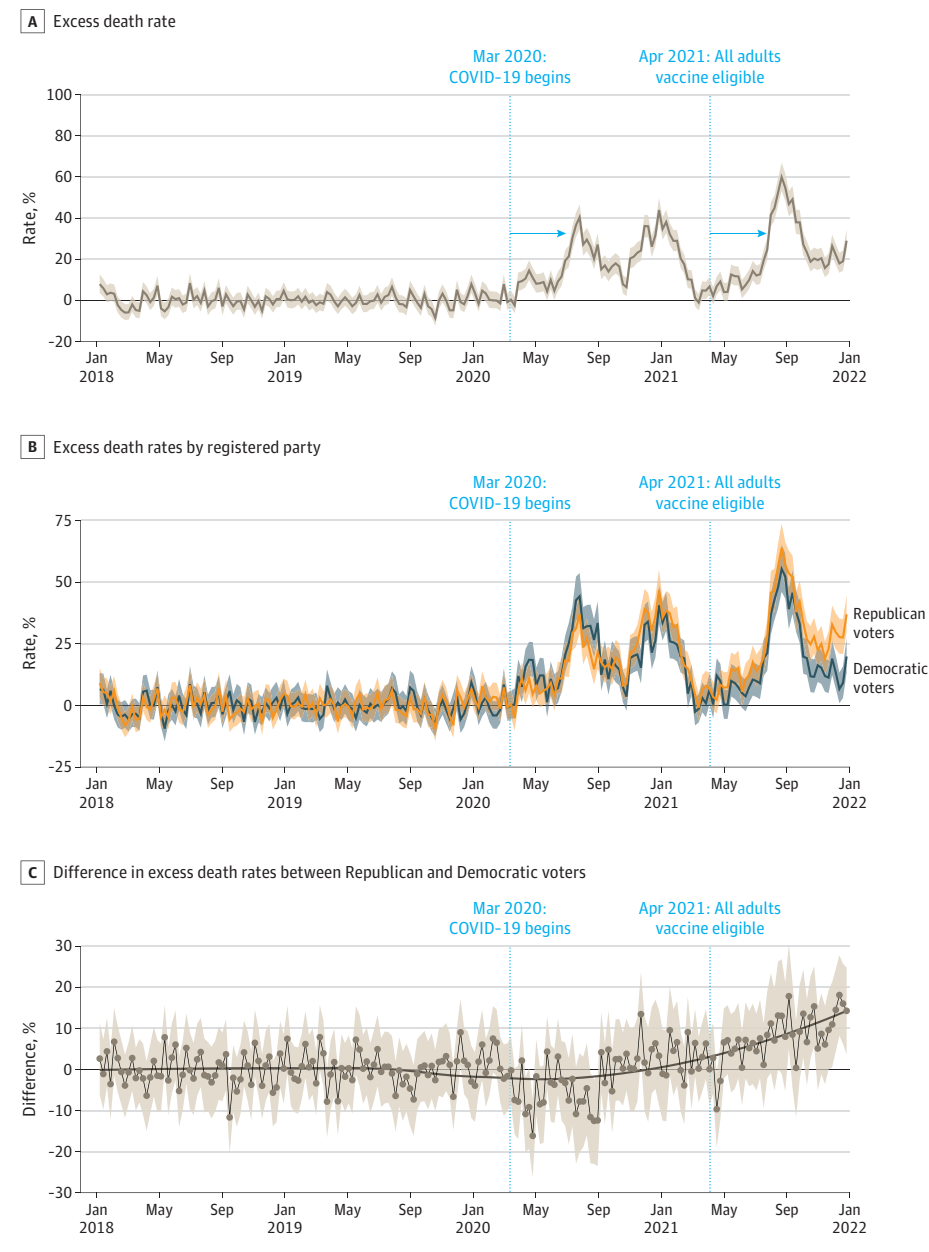 A Excess death rate
Mar 2020:
COVID-19 begins
Apr 2021: All adults
vaccine eligible
100
80
60
40
20
0
-20
Rate, %
Jan
2018
May
Sep
Jan
2019
May
Sep
Jan
2020
May
Sep
Jan
2021
May
Sep
Jan
2022
B Excess death rates by registered party
Mar 2020:
COVID-19 begins
Apr 2021: All adults
vaccine eligible
75
50
25
0
-25
Rate, %
Republican
voters
Democratic
voters
Jan
2018
May
Sep
Jan
2019
May
Sep
Jan
2020
May
Sep
Jan
2021
May
Sep
Jan
2022
C Difference in excess death rates between Republican and Democratic voters
Mar 2020:
COVID-19 begins
Apr 2021: All adults
vaccine eligible
30
20
10
0
-10
-20
-30
Difference, %
Jan
2018
May
Sep
Jan
2019
May
Sep
Jan
2020
May
Sep
Jan
2021
May
Sep
Jan
2022